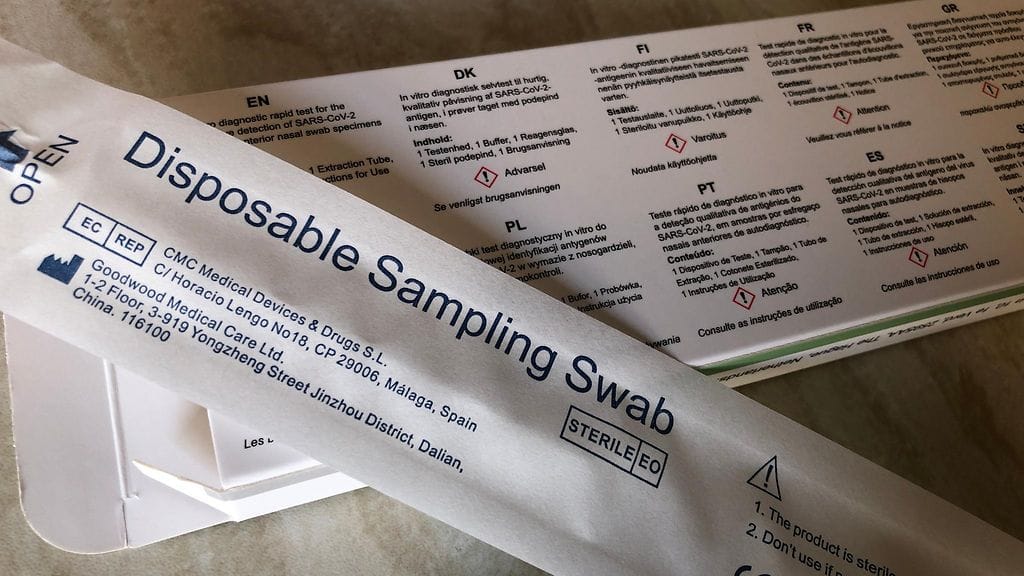 OPEN
Disposable Sampling Swab
EC REP
CMC Medical Devices & Drugs S.L.
C/ Horacio Lengo No18, CP 29006, Málaga, Spain
Goodwood Medical Care Ltd.
1-2 Floor, 3-919 Yongzheng Street Jinzhou District, Dalian,
China. 116100
STERILE EO
1. The product is sterile
2. Don't use if
EN
diagnostic rapid test for the
detection of SARS-CoV-2
anterior nasal swab specimens
1 Extraction Tube,
for Use
DK
In vitro diagnostisk selvtest til hurtig,
kvalitativ påvisning af SARS-CoV-2
antigen, i prøver taget med podepind
i næsen.
Indhold:
1 Testenhed, 1 Buffer, 1 Reagensglas,
1 Steril podepind, 1 Brugsanvisning
Advarsel
Se venligst brugsanvisningen
FI
In vitro -diagnostinen pikatesti SARS-CoV-2
-antigeenin kvalitatiiviseen havaitsemiseen
nenän pyyhkäisynäytteistä itsetestausta
varten.
Sisältö:
1 Testauslaite, 1 Uuttoliuos, 1 Uuttoputki,
1 Steriloitu vanupuikko, 1 Käyttöohje
Varoitus
Noudata käyttöohjetta
FR
Test rapide de diagnostic in vitro pour la
détection qualitative de l'antigène SARS-
CoV-2 dans des échantillons d'écouvillons
nasaux antérieurs pour l'autodiagnostic.
Contenu:
1 Dispositif de test, 1 Tampon, 1 Tube d'extraction,
1 écouvillon stérile, 1 Notice
Attention
Veuillez vous référer à la notice
GR
PL
test diagnostyczny in vitro do
identyfikacji antygenów
w wymazie z nosogardzieli,
1 Bufor, 1 Probówka,
1 Instrukcja użycia
PT
Teste rápido de diagnóstico in vitro para
a detecção qualitativa de antigénio do
SARS-CoV-2, em amostras por esfregaço
nasais anteriores de autodiagnóstico.
Conteúdo:
1 Dispositivo de Teste, 1 Tampão, 1 Tubo de
Extração, 1 Cotonete Esterilizado,
1 Instruções de Utilização
Atenção
Consulte as instruções de utilização
ES
Test rápido de diagnóstico in vitro para la
detección cualitativa del antígeno del virus
SARS-CoV-2 en muestras de hisopos
nasales para autodiagnóstico.
Contenido:
1 Dispositivo de test, 1 Solución de extracción,
1 Tubo de extracción, 1 Hisopo estéril,
1 Instrucciones de uso
Atención
Consulte las instrucciones de uso
The Hague, Netherlands
Les